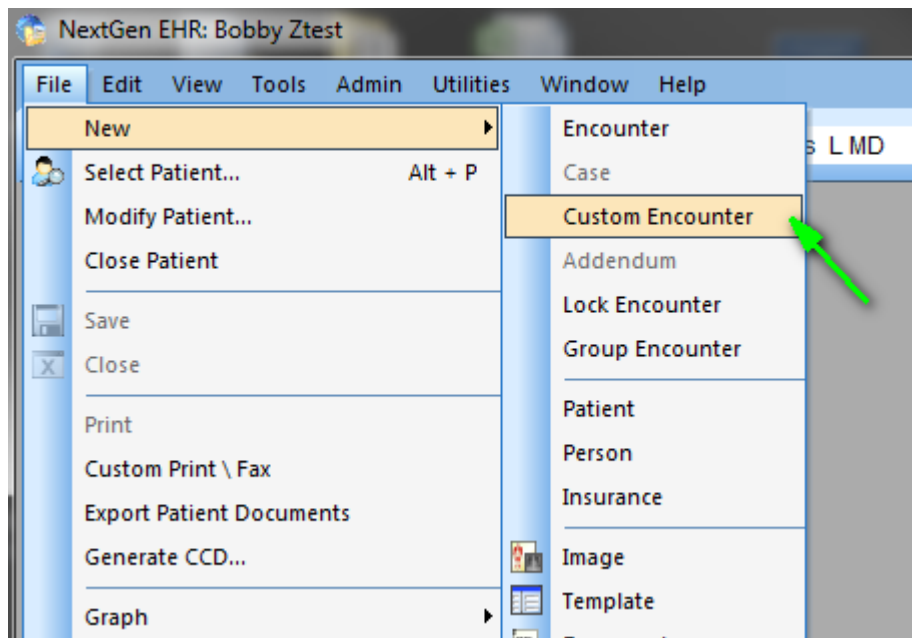 NextGen EHR: Bobby Ztest
File Edit View Tools Admin Utilities Window Help
New
Select Patient... Alt + P
Modify Patient...
Close Patient
Save
Close
Print
Custom Print \ Fax
Export Patient Documents
Generate CCD...
Graph
Encounter
Case
Custom Encounter
Addendum
Lock Encounter
Group Encounter
Patient
Person
Insurance
Image
Template
s L MD